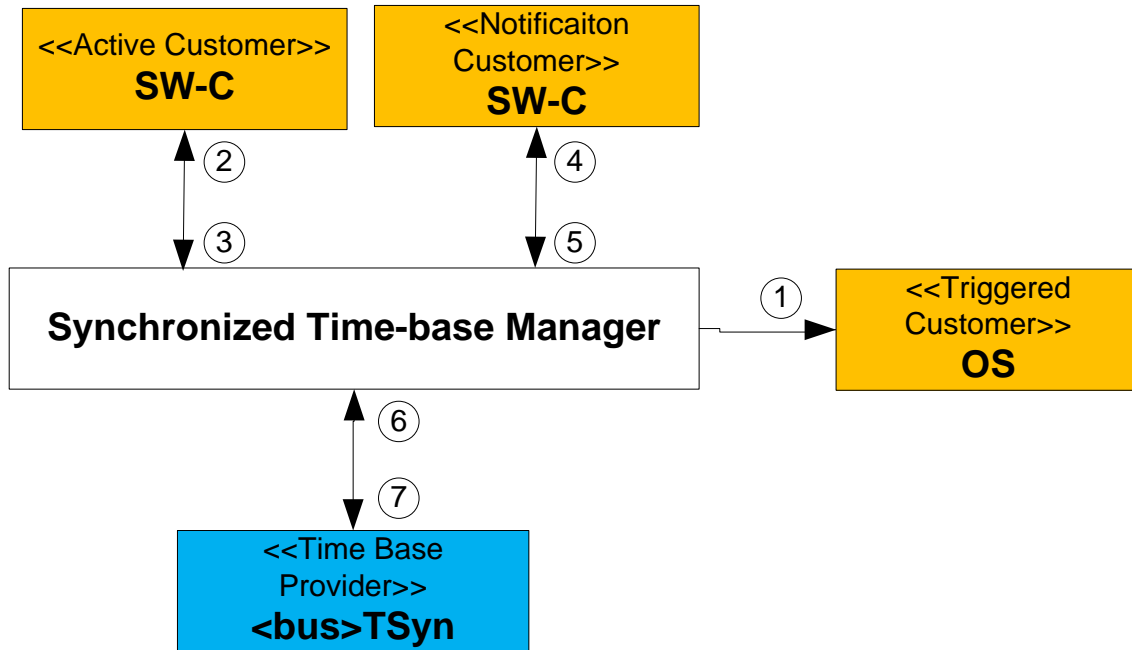 <<Active Customer>>
SW-C
<<Notificaiton
Customer>>
SW-C
2
4
3
5
Synchronized Time-base Manager
1
<<Triggered
Customer>>
OS
6
7
<<Time Base
Provider>>
<bus>TSyn